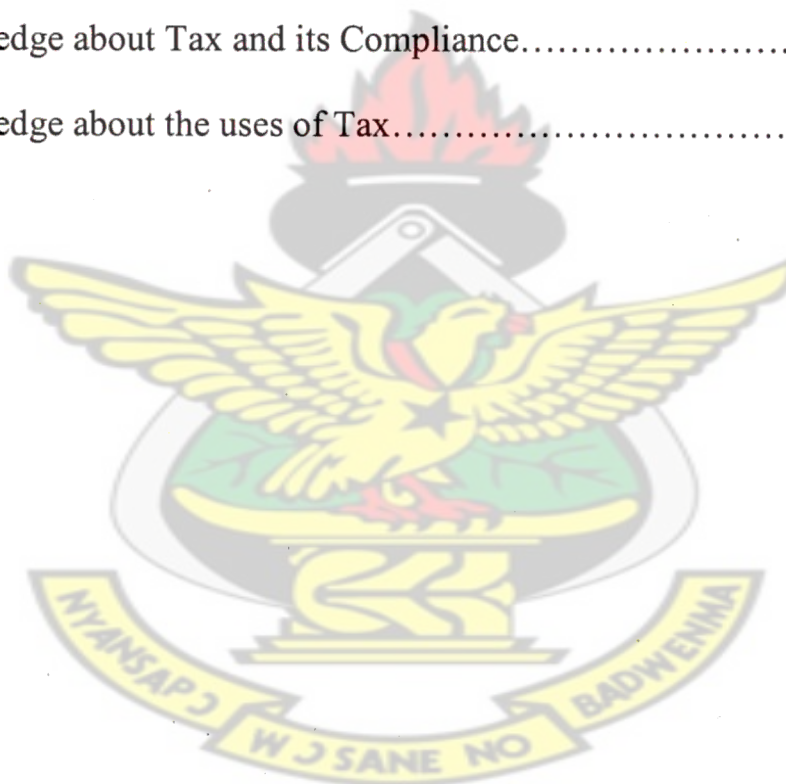 edge about Tax and its Compliance........................
edge about the uses of Tax....................................
NYANSAPƆ
WƆSANE NO
BADWENMA